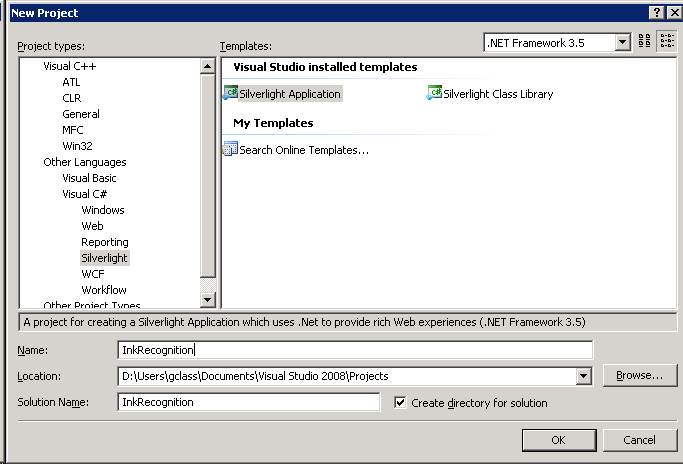 New Project
Project types:
Templates:
.NET Framework 3.5
Visual C++
ATL
CLR
General
MFC
Win32
Other Languages
Visual Basic
Visual C#
Windows
Web
Reporting
Silverlight
WCF
Workflow
Other Project Types
Visual Studio installed templates
Silverlight Application
Silverlight Class Library
My Templates
Search Online Templates...
A project for creating a Silverlight Application which uses .Net to provide rich Web experiences (.NET Framework 3.5)
Name:
InkRecognition
Location:
D:\Users\gclass\Documents\Visual Studio 2008\Projects
Browse...
Solution Name:
InkRecognition
Create directory for solution
OK
Cancel